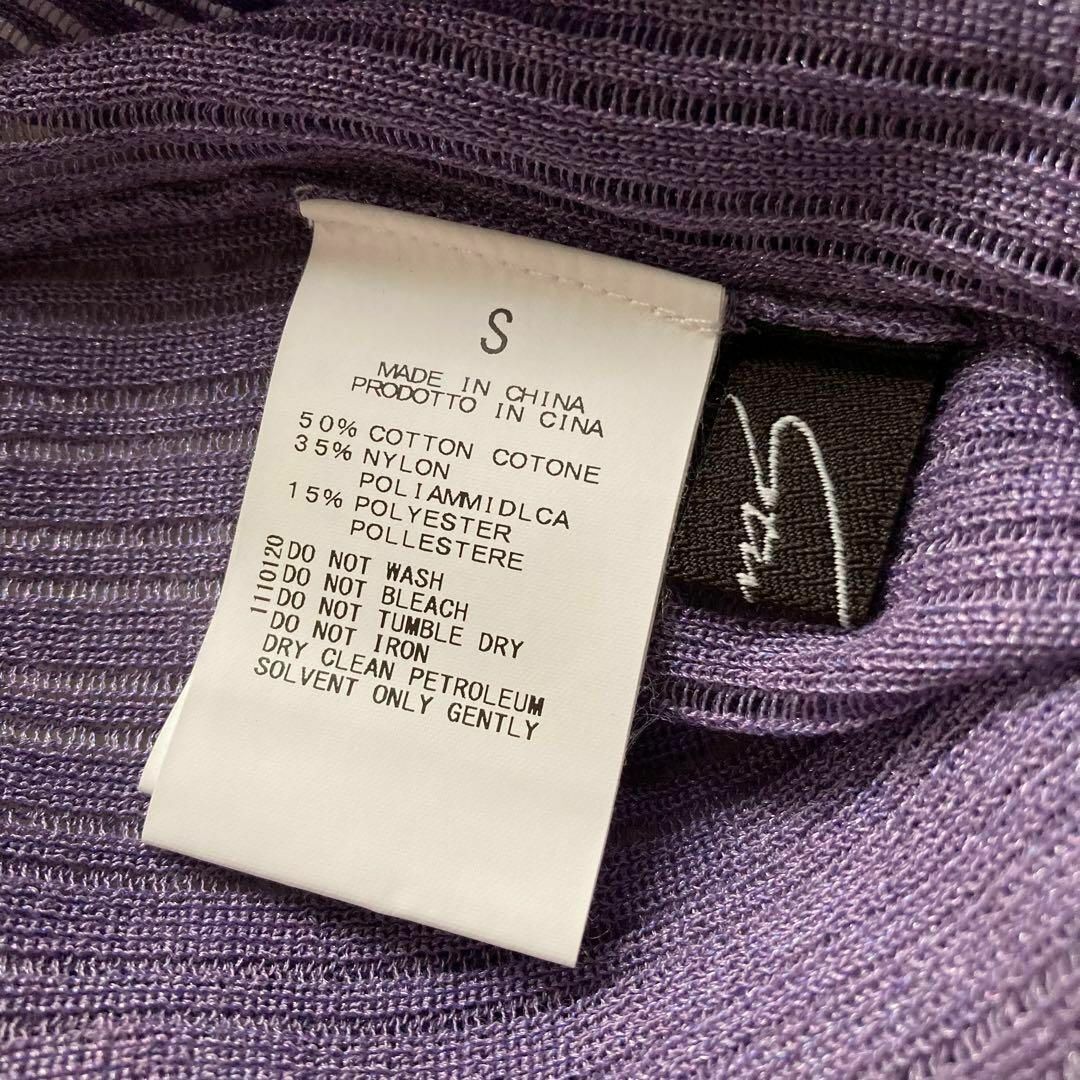 S
MADE IN CHINA
PRODOTTO IN CINA
50% COTTON COTONE
35% NYLON
POLIAMMIDLCA
15% POLYESTER
POLLESTERE
DO NOT WASH
DO NOT BLEACH
DO NOT TUMBLE DRY
DO NOT IRON
DRY CLEAN PETROLEUM
SOLVENT ONLY GENTLY
1110120